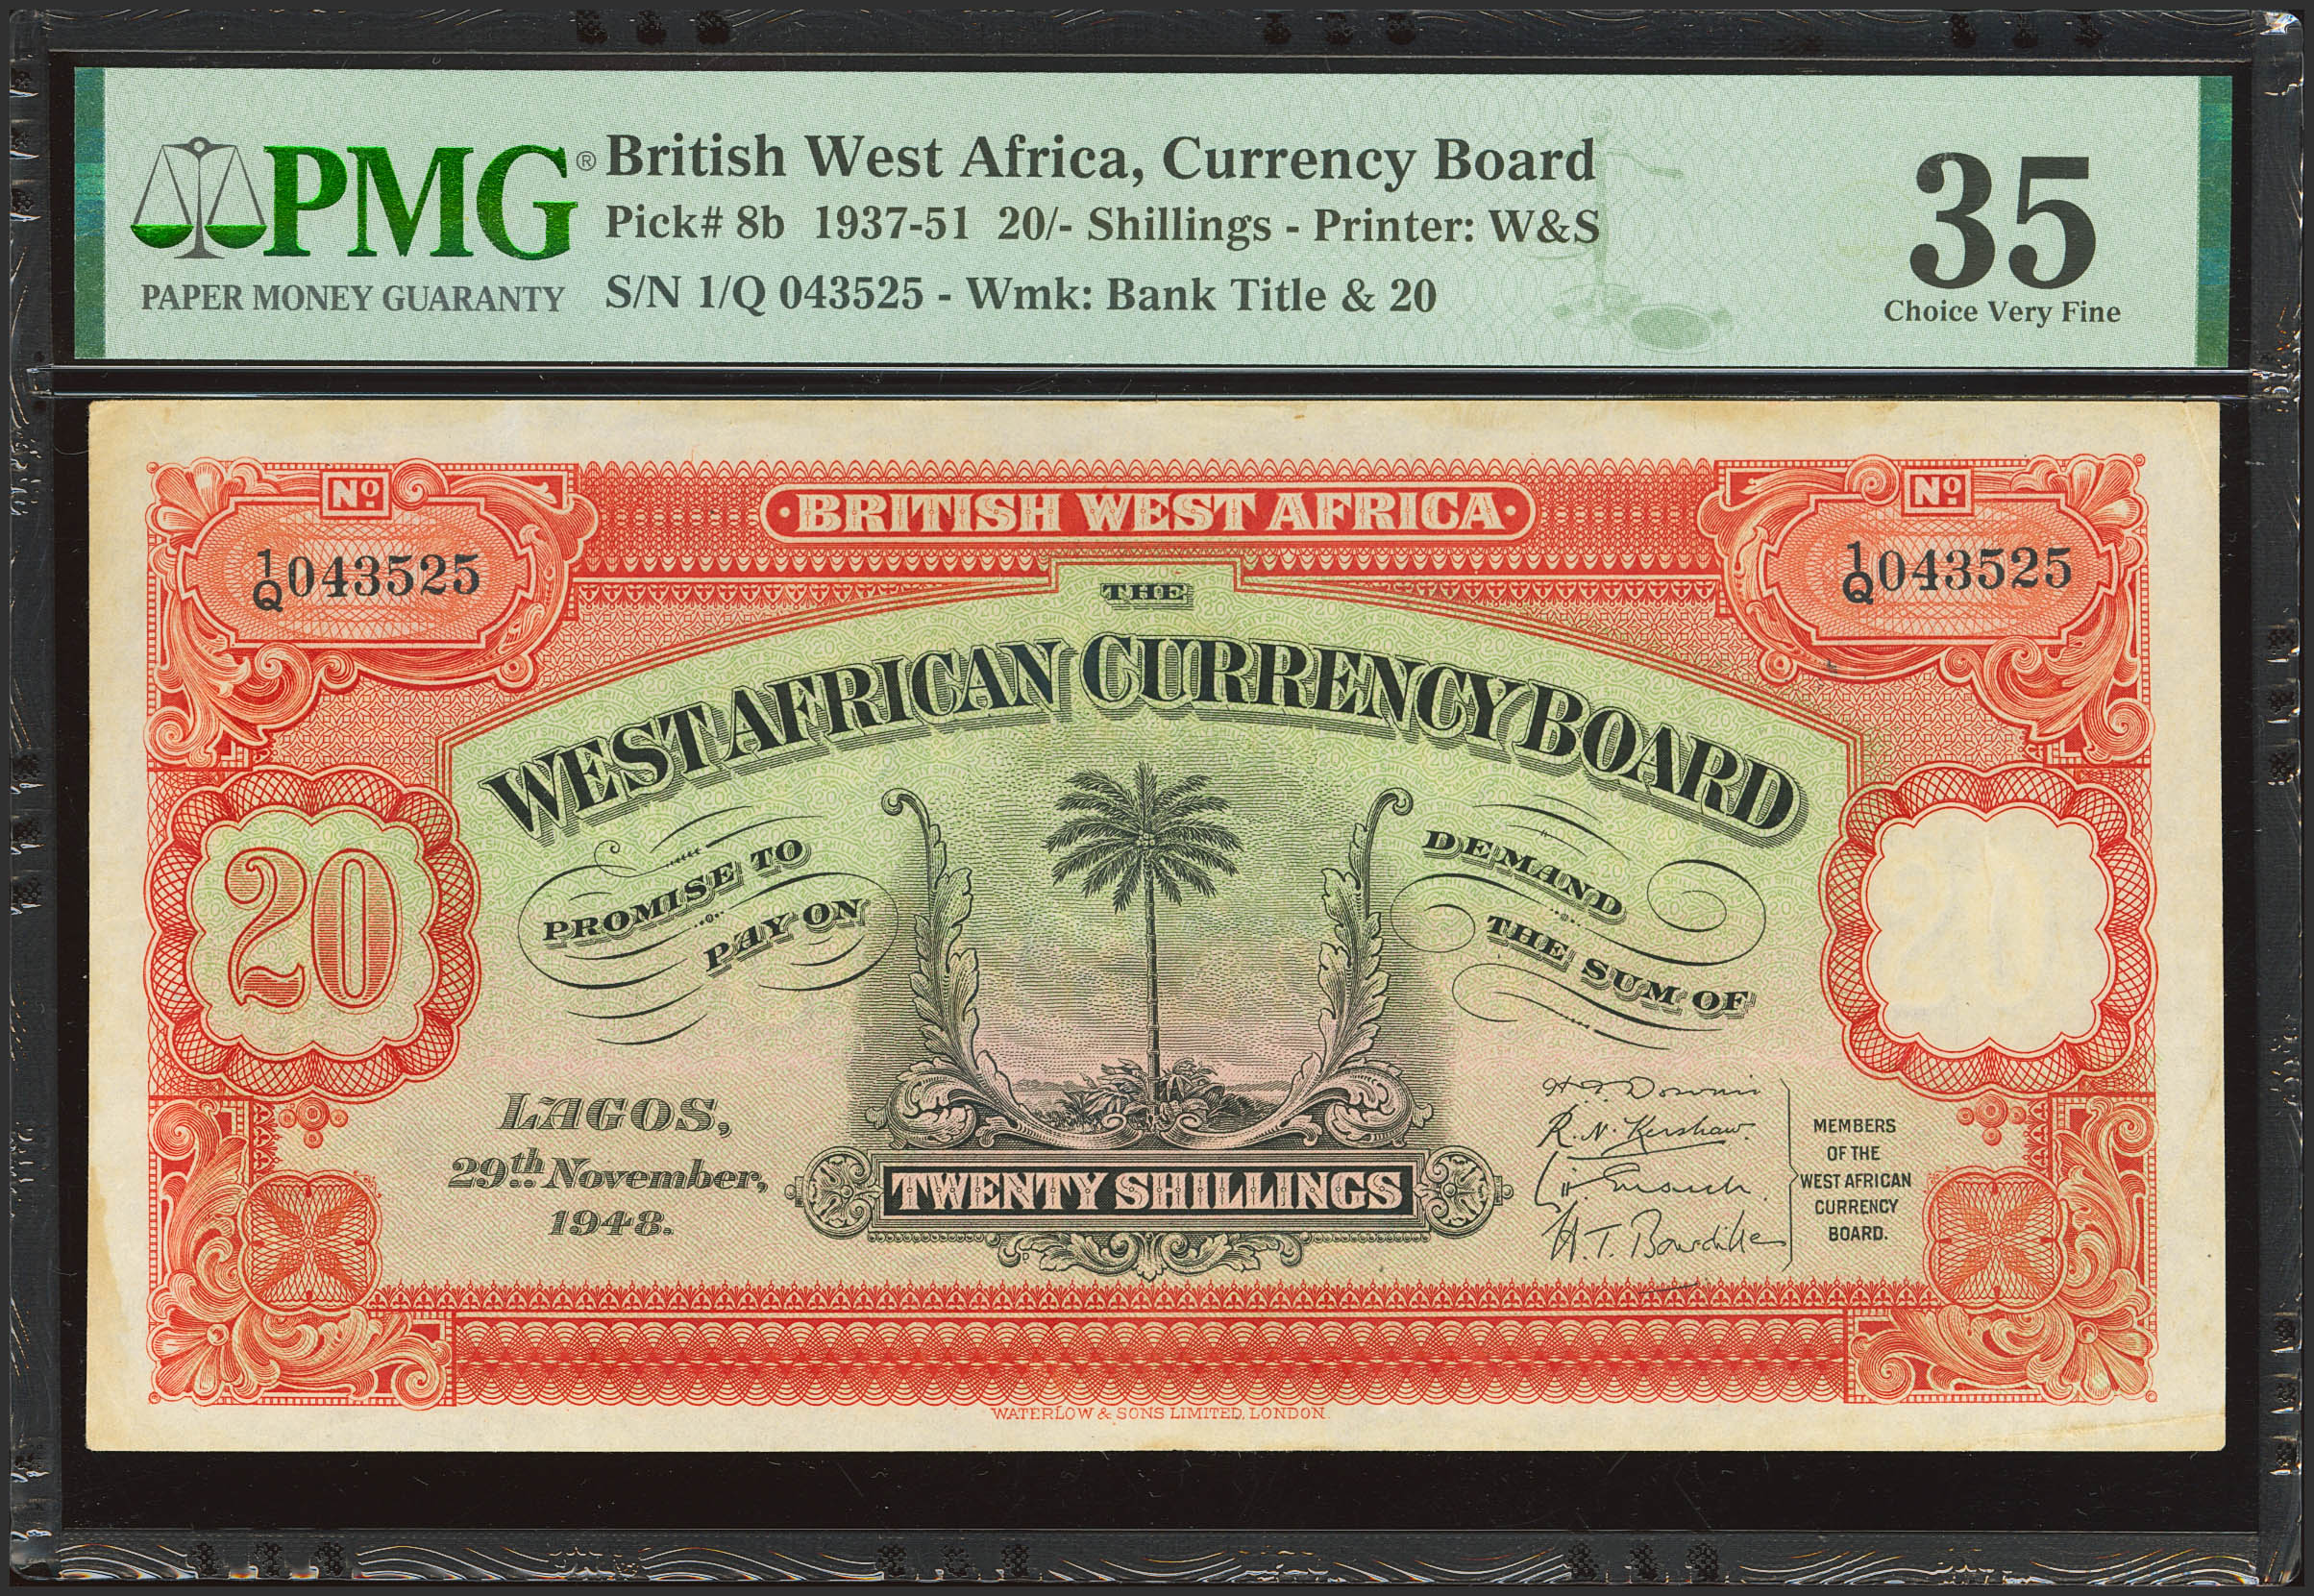 PMG®
PAPER MONEY GUARANTY
British West Africa, Currency Board
Pick# 8b 1937-51 20/- Shillings - Printer: W&S
S/N 1/Q 043525 - Wmk: Bank Title & 20
35
Choice Very Fine
Nº
Nº
·BRITISH WEST AFRICA·
1/Q 043525
1/Q 043525
THE
WEST AFRICAN CURRENCY BOARD
PROMISE TO
PAY ON
DEMAND
THE SUM OF
20
20
LAGOS,
29th November,
1948.
TWENTY SHILLINGS
R. N. Kershaw.
H. T. Bourdillon
MEMBERS
OF THE
WEST AFRICAN
CURRENCY
BOARD.
WATERLOW & SONS LIMITED, LONDON.